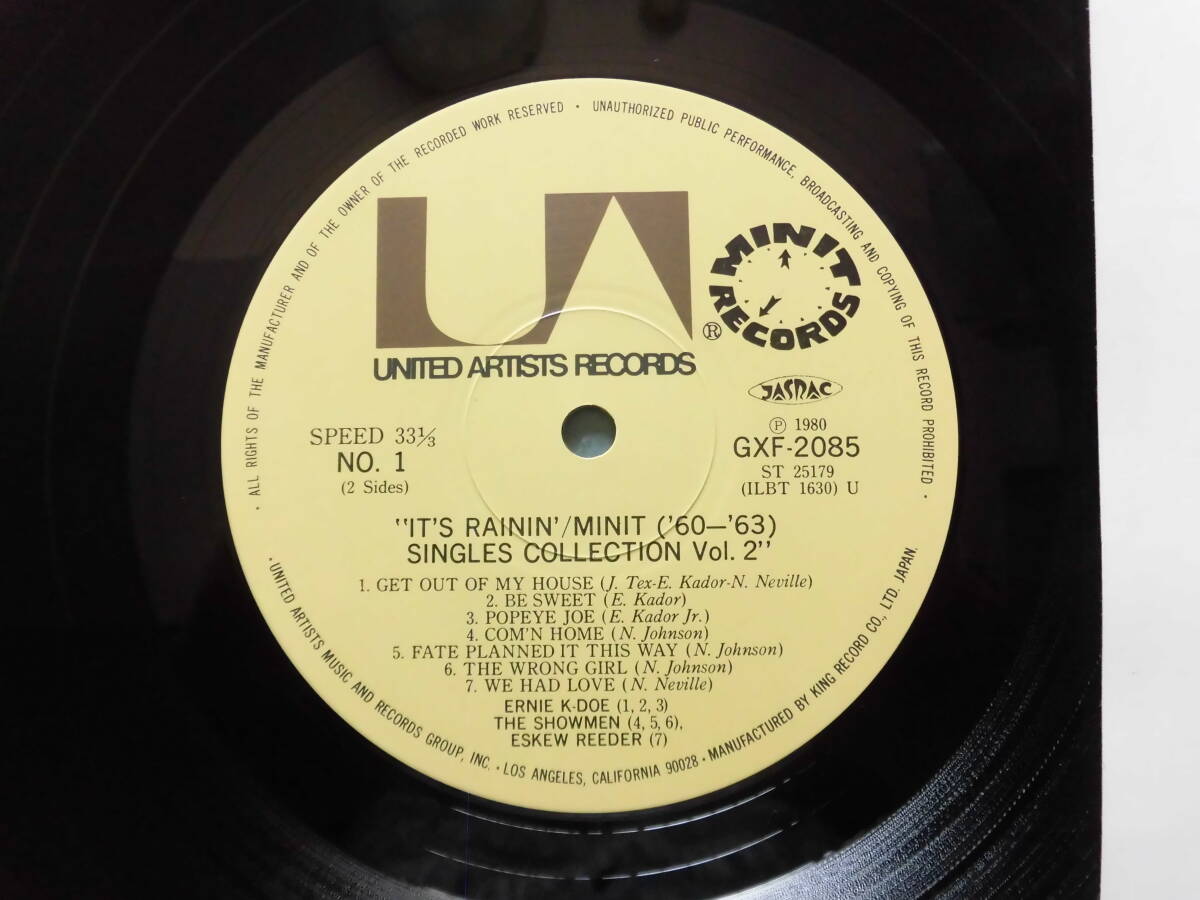 ALL RIGHTS OF THE MANUFACTURER AND OF THE OWNER OF THE RECORDED WORK RESERVED • UNAUTHORIZED PUBLIC PERFORMANCE, BROADCASTING AND COPYING OF THIS RECORD PROHIBITED •
UA
UNITED ARTISTS RECORDS
®
MINIT
RECORDS
JASRAC
SPEED 33⅓
NO. 1
(2 Sides)
Ⓟ 1980
GXF-2085
ST 25179
(ILBT 1630) U
"IT'S RAININ'/MINIT ('60—'63)
SINGLES COLLECTION Vol. 2"
1. GET OUT OF MY HOUSE (J. Tex-E. Kador-N. Neville)
2. BE SWEET (E. Kador)
3. POPEYE JOE (E. Kador Jr.)
4. COM'N HOME (N. Johnson)
5. FATE PLANNED IT THIS WAY (N. Johnson)
6. THE WRONG GIRL (N. Johnson)
7. WE HAD LOVE (N. Neville)
ERNIE K-DOE (1, 2, 3)
THE SHOWMEN (4, 5, 6),
ESKEW REEDER (7)
• UNITED ARTISTS MUSIC AND RECORDS GROUP, INC. • LOS ANGELES, CALIFORNIA 90028 • MANUFACTURED BY KING RECORD CO., LTD. JAPAN.